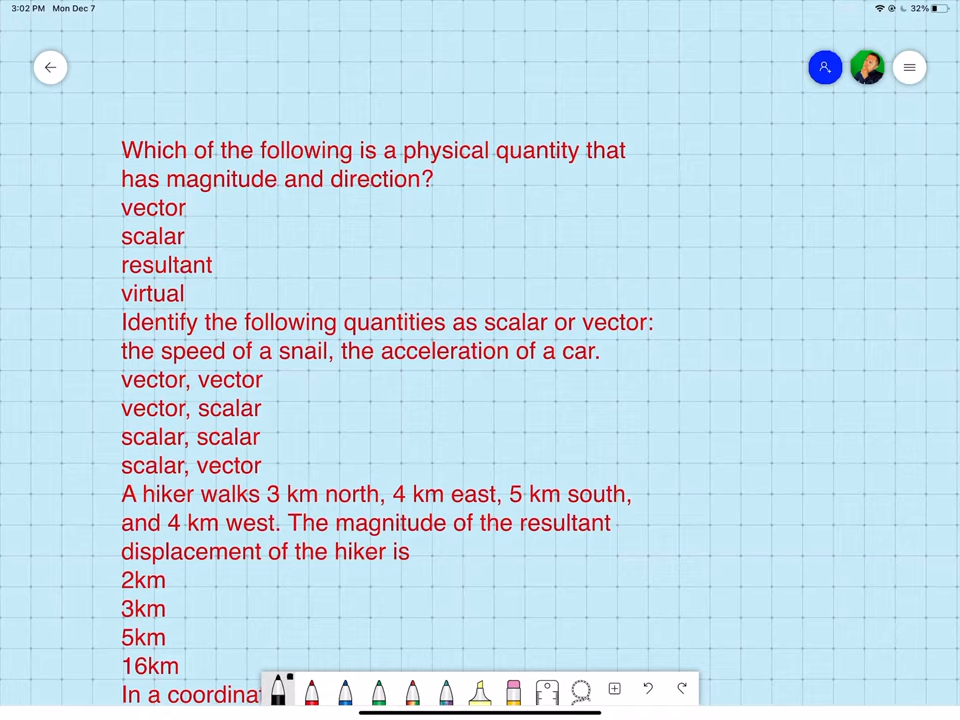 3:02 PM Mon Dec 7
32%
Which of the following is a physical quantity that
has magnitude and direction?
vector
scalar
resultant
virtual
Identify the following quantities as scalar or vector:
the speed of a snail, the acceleration of a car.
vector, vector
vector, scalar
scalar, scalar
scalar, vector
A hiker walks 3 km north, 4 km east, 5 km south,
and 4 km west. The magnitude of the resultant
displacement of the hiker is
2km
3km
5km
16km
In a